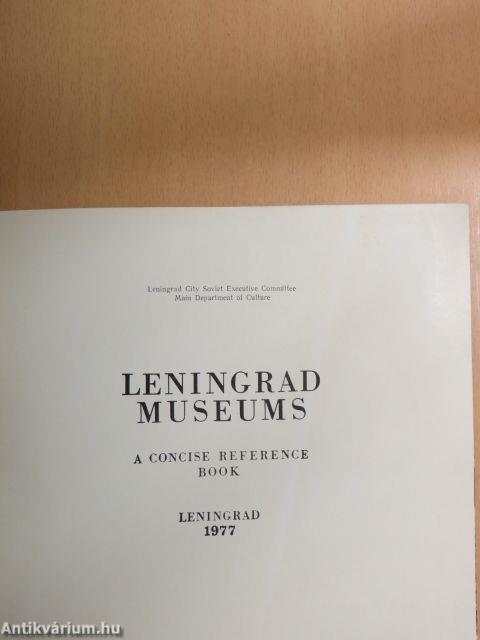 Leningrad City Soviet Executive Committee
Main Department of Culture
LENINGRAD
MUSEUMS
A CONCISE REFERENCE
BOOK
LENINGRAD
1977
Antikvárium.hu